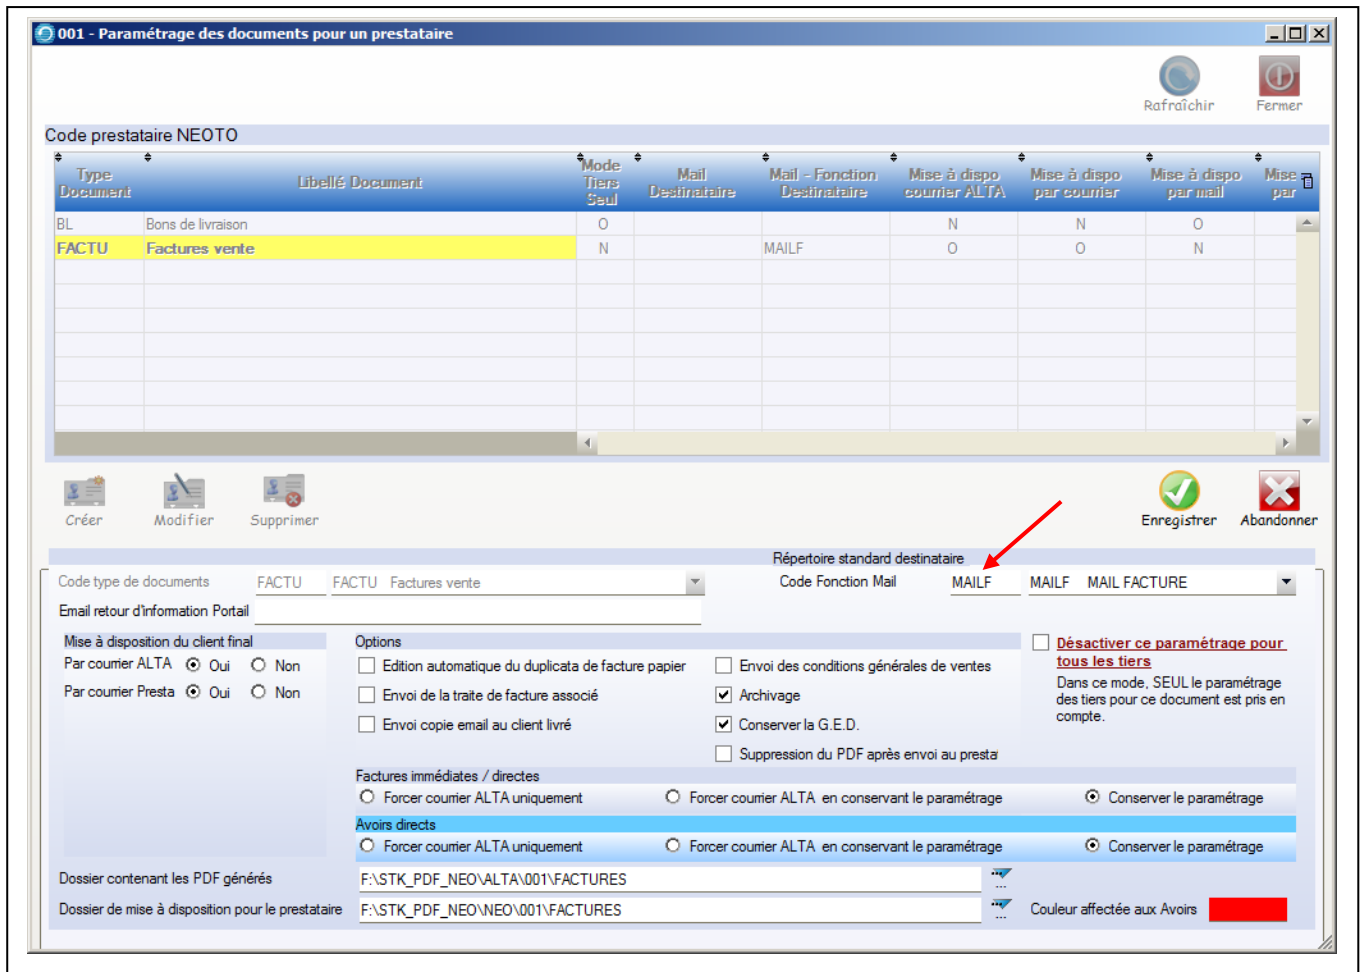 001 - Paramétrage des documents pour un prestataire
Rafraîchir
Fermer
Code prestataire NEOTO
Type Document
Libellé Document
Mode Tiers Seul
Mail Destinataire
Mail - Fonction Destinataire
Mise à dispo courrier ALTA
Mise à dispo par courrier
Mise à dispo par mail
Mise par
BL Bons de livraison O N N O
FACTU Factures vente N MAILF O O N
Créer
Modifier
Supprimer
Enregistrer
Abandonner
Répertoire standard destinataire
Code type de documents FACTU FACTU Factures vente
Code Fonction Mail MAILF MAILF MAIL FACTURE
Email retour d'information Portail
Mise à disposition du client final
Par courrier ALTA Oui Non
Par courrier Presta Oui Non
Options
Edition automatique du duplicata de facture papier
Envoi de la traite de facture associé
Envoi copie email au client livré
Envoi des conditions générales de ventes
Archivage
Conserver la G.E.D.
Suppression du PDF après envoi au presta
Désactiver ce paramétrage pour
tous les tiers
Dans ce mode, SEUL le paramétrage
des tiers pour ce document est pris en
compte.
Factures immédiates / directes
Forcer courrier ALTA uniquement Forcer courrier ALTA en conservant le paramétrage Conserver le paramétrage
Avoirs directs
Forcer courrier ALTA uniquement Forcer courrier ALTA en conservant le paramétrage Conserver le paramétrage
Dossier contenant les PDF générés F:\STK_PDF_NEO\ALTA\001\FACTURES
Dossier de mise à disposition pour le prestataire F:\STK_PDF_NEO\NEO\001\FACTURES
Couleur affectée aux Avoirs